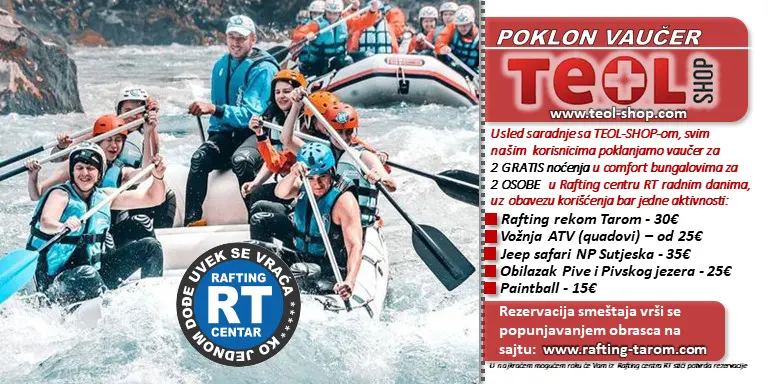 POKLON VAUČER
TEOL SHOP
www.teol-shop.com
Usled saradnje sa TEOL-SHOP-om, svim
našim korisnicima poklanjamo vaučer za
2 GRATIS noćenja u comfort bungalovima za
2 OSOBE u Rafting centru RT radnim danima,
uz obavezu korišćenja bar jedne aktivnosti:
Rafting rekom Tarom - 30€
Vožnja ATV (quadovi) – od 25€
Jeep safari NP Sutjeska - 35€
Obilazak Pive i Pivskog jezera - 25€
Paintball - 15€
Rezervacija smeštaja vrši se
popunjavanjem obrasca na
sajtu: www.rafting-tarom.com
U najkraćem mogućem roku će Vam iz Rafting centra RT stići potvrda rezervacije
KO JEDNOM DOĐE UVEK SE VRAĆA
RAFTING
RT
CENTAR